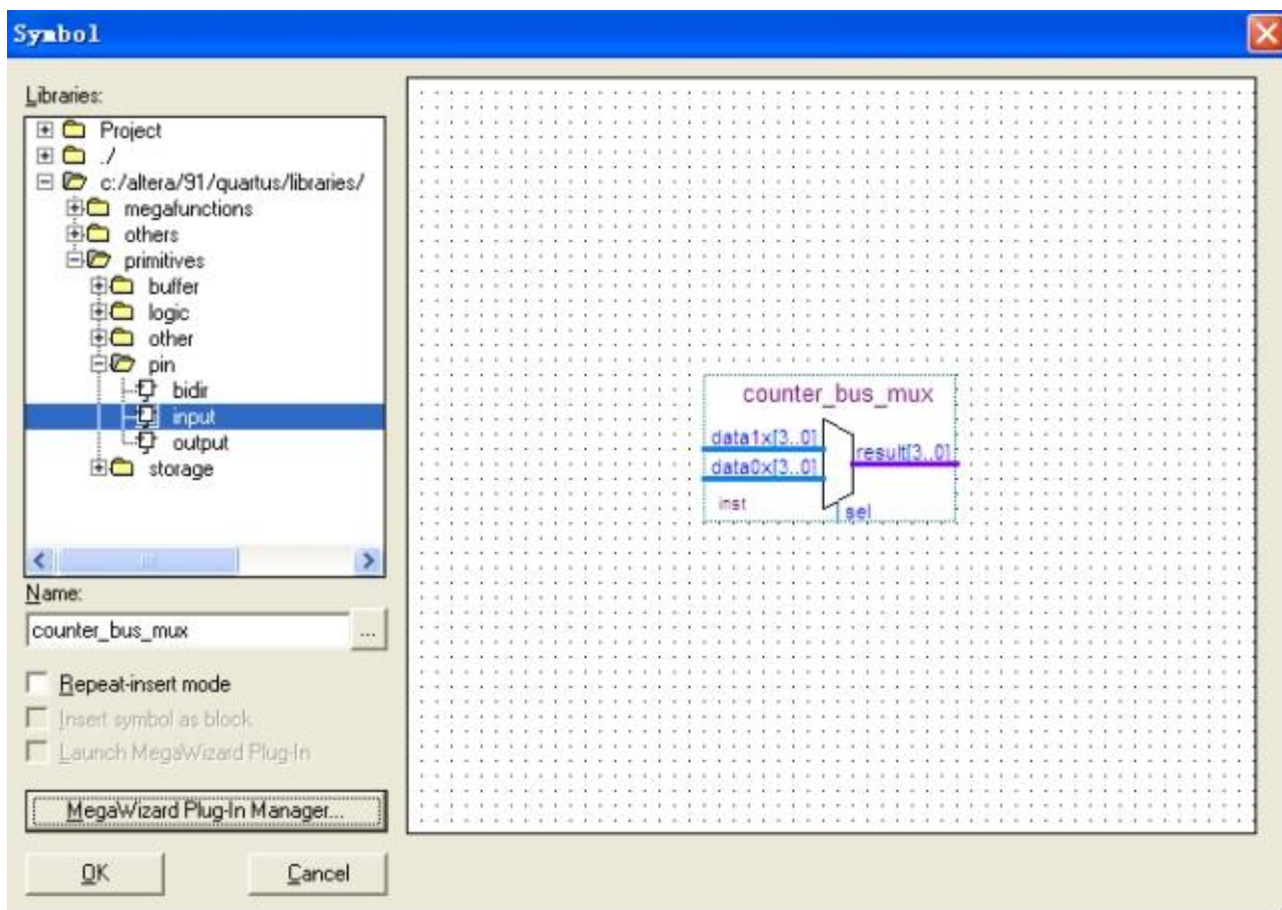 Symbol
Libraries:
Project
./
c:/altera/91/quartus/libraries/
megafunctions
others
primitives
buffer
logic
other
pin
bidir
input
output
storage
Name:
counter_bus_mux
...
Repeat-insert mode
Insert symbol as block
Launch MegaWizard Plug-In
MegaWizard Plug-In Manager...
OK
Cancel
counter_bus_mux
data1x[3..0]
result[3..0]
data0x[3..0]
inst
sel